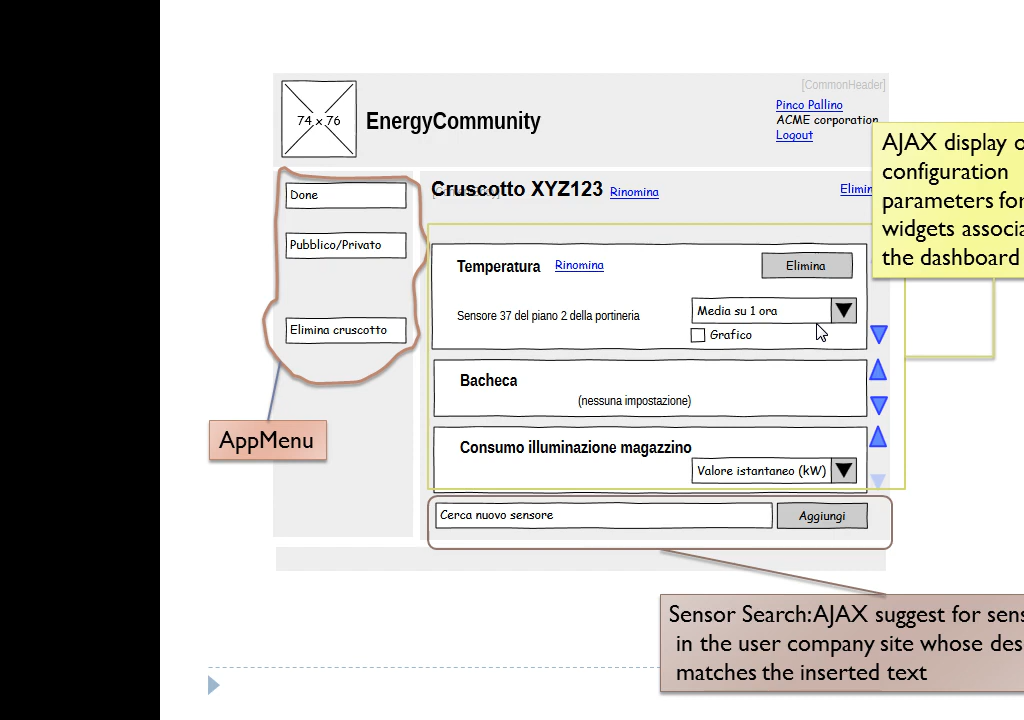 [CommonHeader]
74 x 76
EnergyCommunity
Pinco Pallino
ACME corporation
Logout
AJAX display
configuration
parameters for
widgets
the dashboard
Done
Cruscotto XYZ123 Rinomina
Pubblico/Privato
Temperatura Rinomina Elimina
Sensore 37 del piano 2 della portineria
Media su 1 ora
Grafico
Elimina cruscotto
Bacheca
(nessuna impostazione)
AppMenu
Consumo illuminazione magazzino
Valore istantaneo (kW)
Cerca nuovo sensore Aggiungi
Sensor Search:AJAX suggest for
in the user company site whose
matches the inserted text